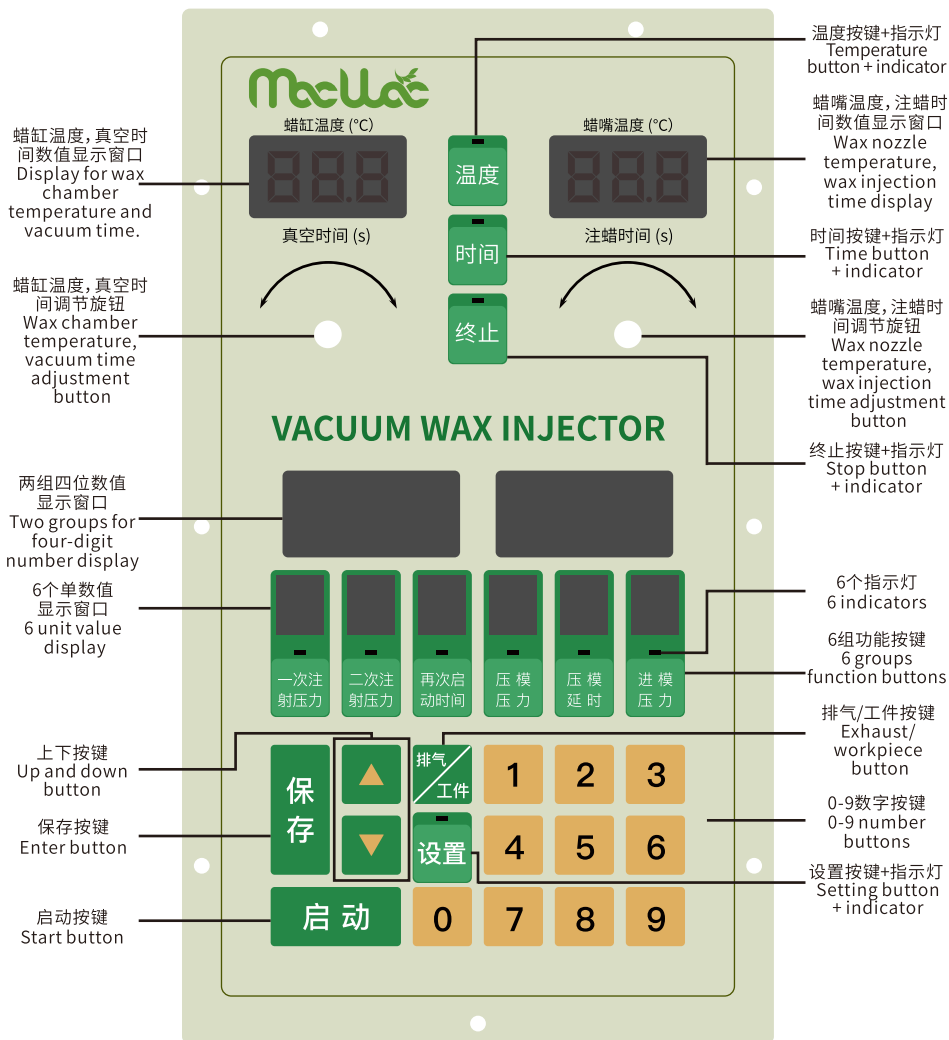 MacWac
蜡缸温度 (℃)
蜡嘴温度 (℃)
88.8
88.8
真空时间 (s)
注蜡时间 (s)
温度
时间
终止
VACUUM WAX INJECTOR
一次注
射压力
二次注
射压力
再次启
动时间
压 模
压 力
压 模
延 时
进 模
压 力
保
存
排气
工件
1
2
3
设置
4
5
6
启 动
0
7
8
9
蜡缸温度，真空时
间数值显示窗口
Display for wax
chamber
temperature and
vacuum time.
蜡缸温度，真空时
间调节旋钮
Wax chamber
temperature,
vacuum time
adjustment
button
两组四位数值
显示窗口
Two groups for
four-digit
number display
6个单数值
显示窗口
6 unit value
display
上下按键
Up and down
button
保存按键
Enter button
启动按键
Start button
温度按键+指示灯
Temperature
button + indicator
蜡嘴温度，注蜡时
间数值显示窗口
Wax nozzle
temperature,
wax injection
time display
时间按键+指示灯
Time button
+ indicator
蜡嘴温度，注蜡时
间调节旋钮
Wax nozzle
temperature,
wax injection
time adjustment
button
终止按键+指示灯
Stop button
+ indicator
6个指示灯
6 indicators
6组功能按键
6 groups
function buttons
排气/工件按键
Exhaust/
workpiece
button
0-9数字按键
0-9 number
buttons
设置按键+指示灯
Setting button
+ indicator